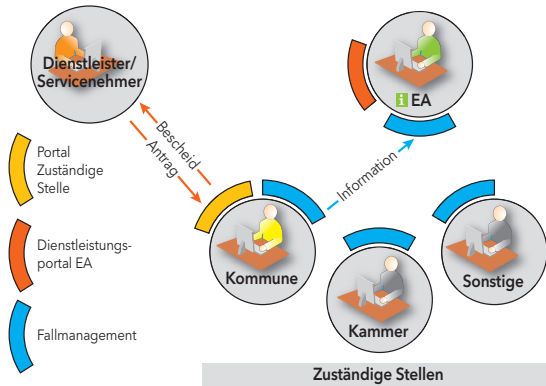 Dienstleister/
Servicenehmer
i EA
Bescheid
Antrag
Information
Portal
Zuständige
Stelle
Dienstleistungs-
portal EA
Fallmanagement
Kommune
Kammer
Sonstige
Zuständige Stellen